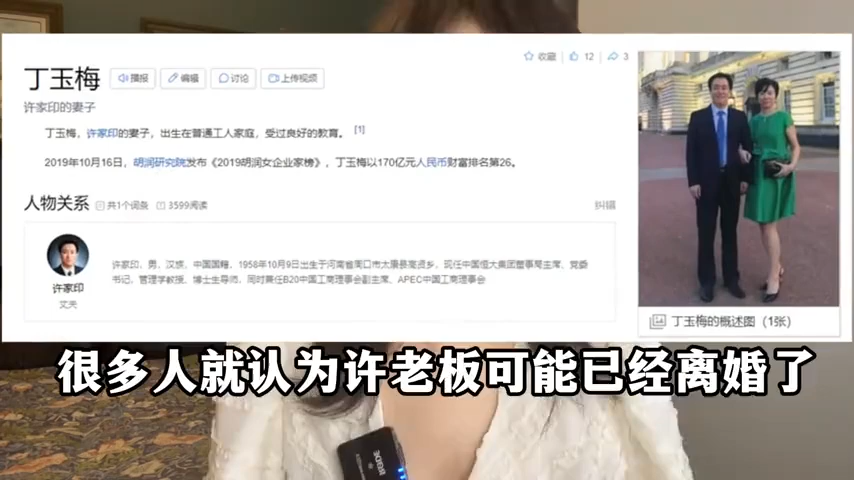 丁玉梅
播报
编辑
讨论
上传视频
收藏
12
3
许家印的妻子
丁玉梅，许家印的妻子，出生在普通工人家庭，受过良好的教育。 [1]
2019年10月16日，胡润研究院发布《2019胡润女企业家榜》，丁玉梅以170亿元人民币财富排名第26。
人物关系
共1个词条
3599阅读
纠错
许家印
丈夫
许家印，男，汉族，中国国籍，1958年10月9日出生于河南省周口市太康县高贤乡，现任中国恒大集团董事局主席、党委
书记，管理学教授、博士生导师，同时兼任B20中国工商理事会副主席、APEC中国工商理事会
丁玉梅的概述图（1张）
很多人就认为许老板可能已经离婚了